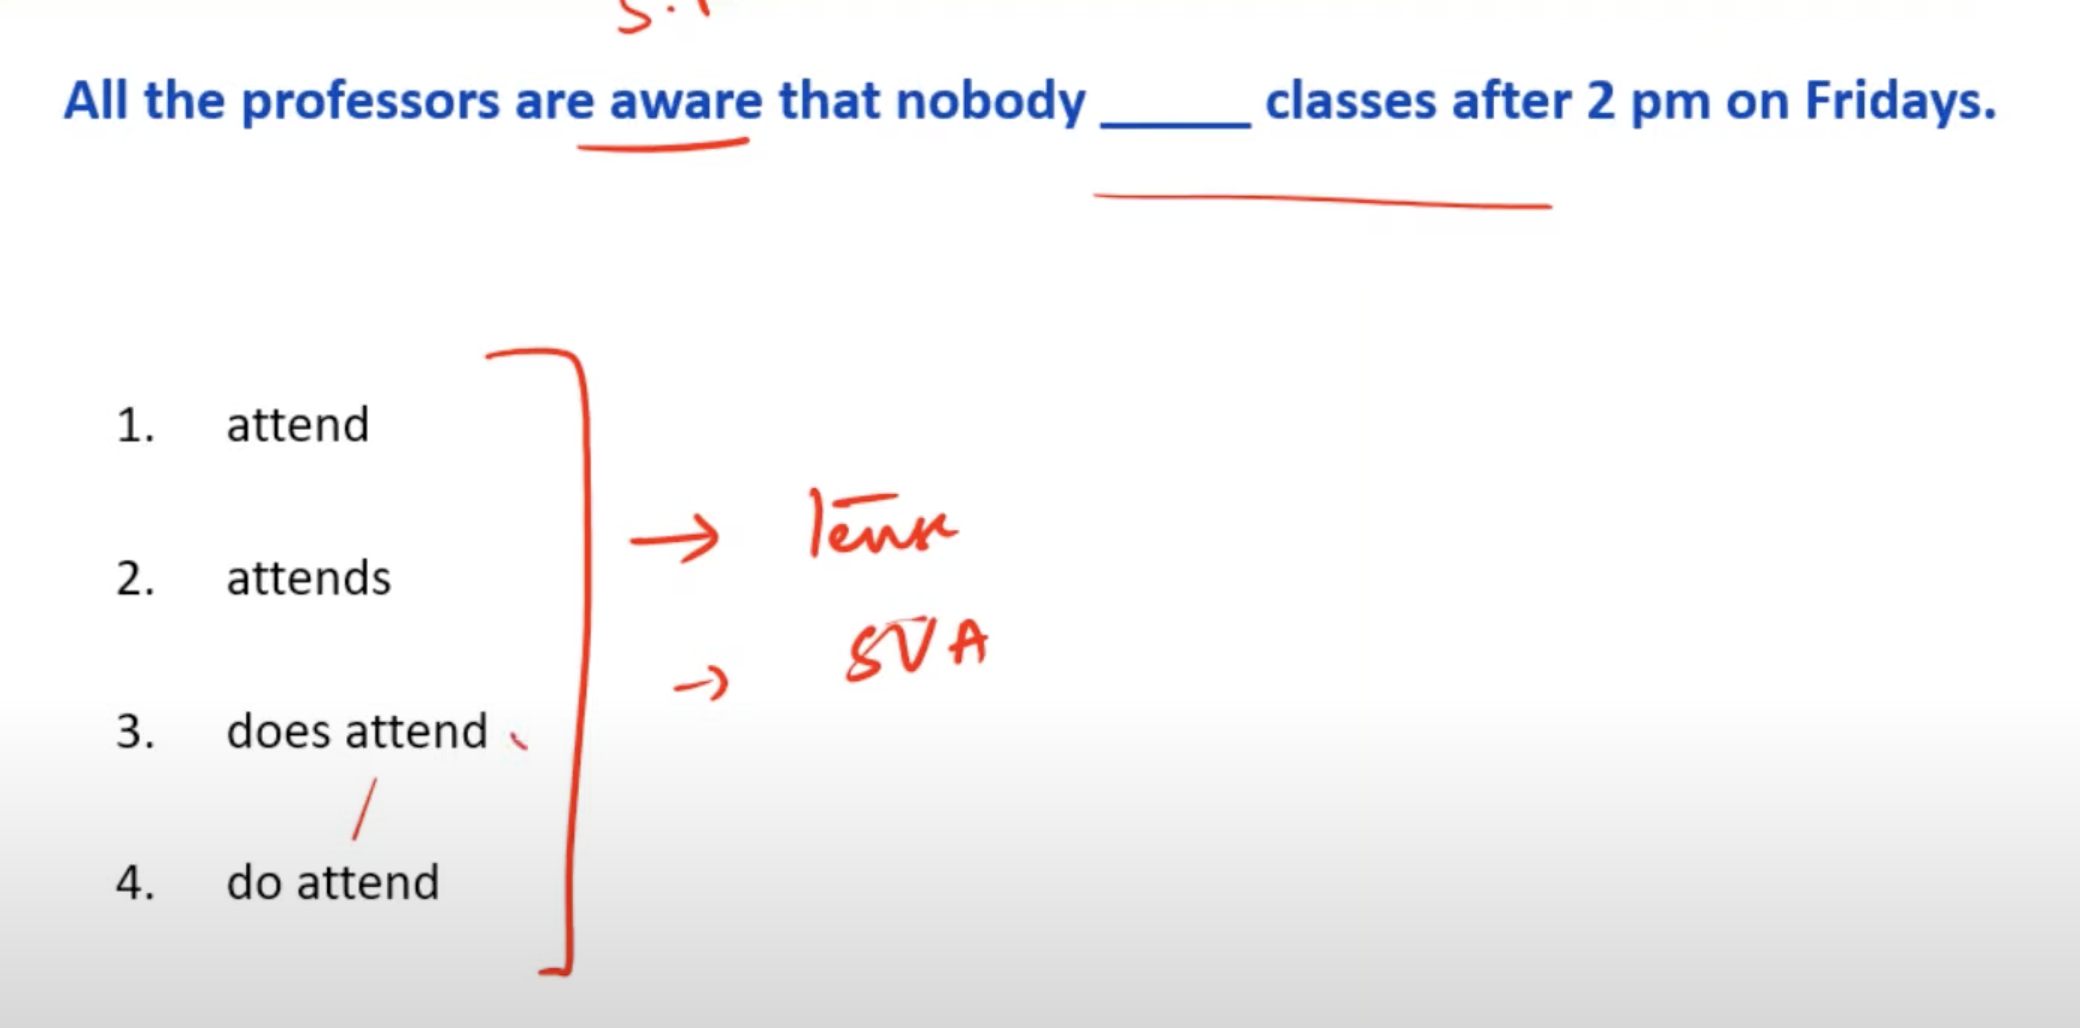 All the professors are aware that nobody _____ classes after 2 pm on Fridays.
1. attend
2. attends
→ Tense
3. does attend
→ SVA
4. do attend